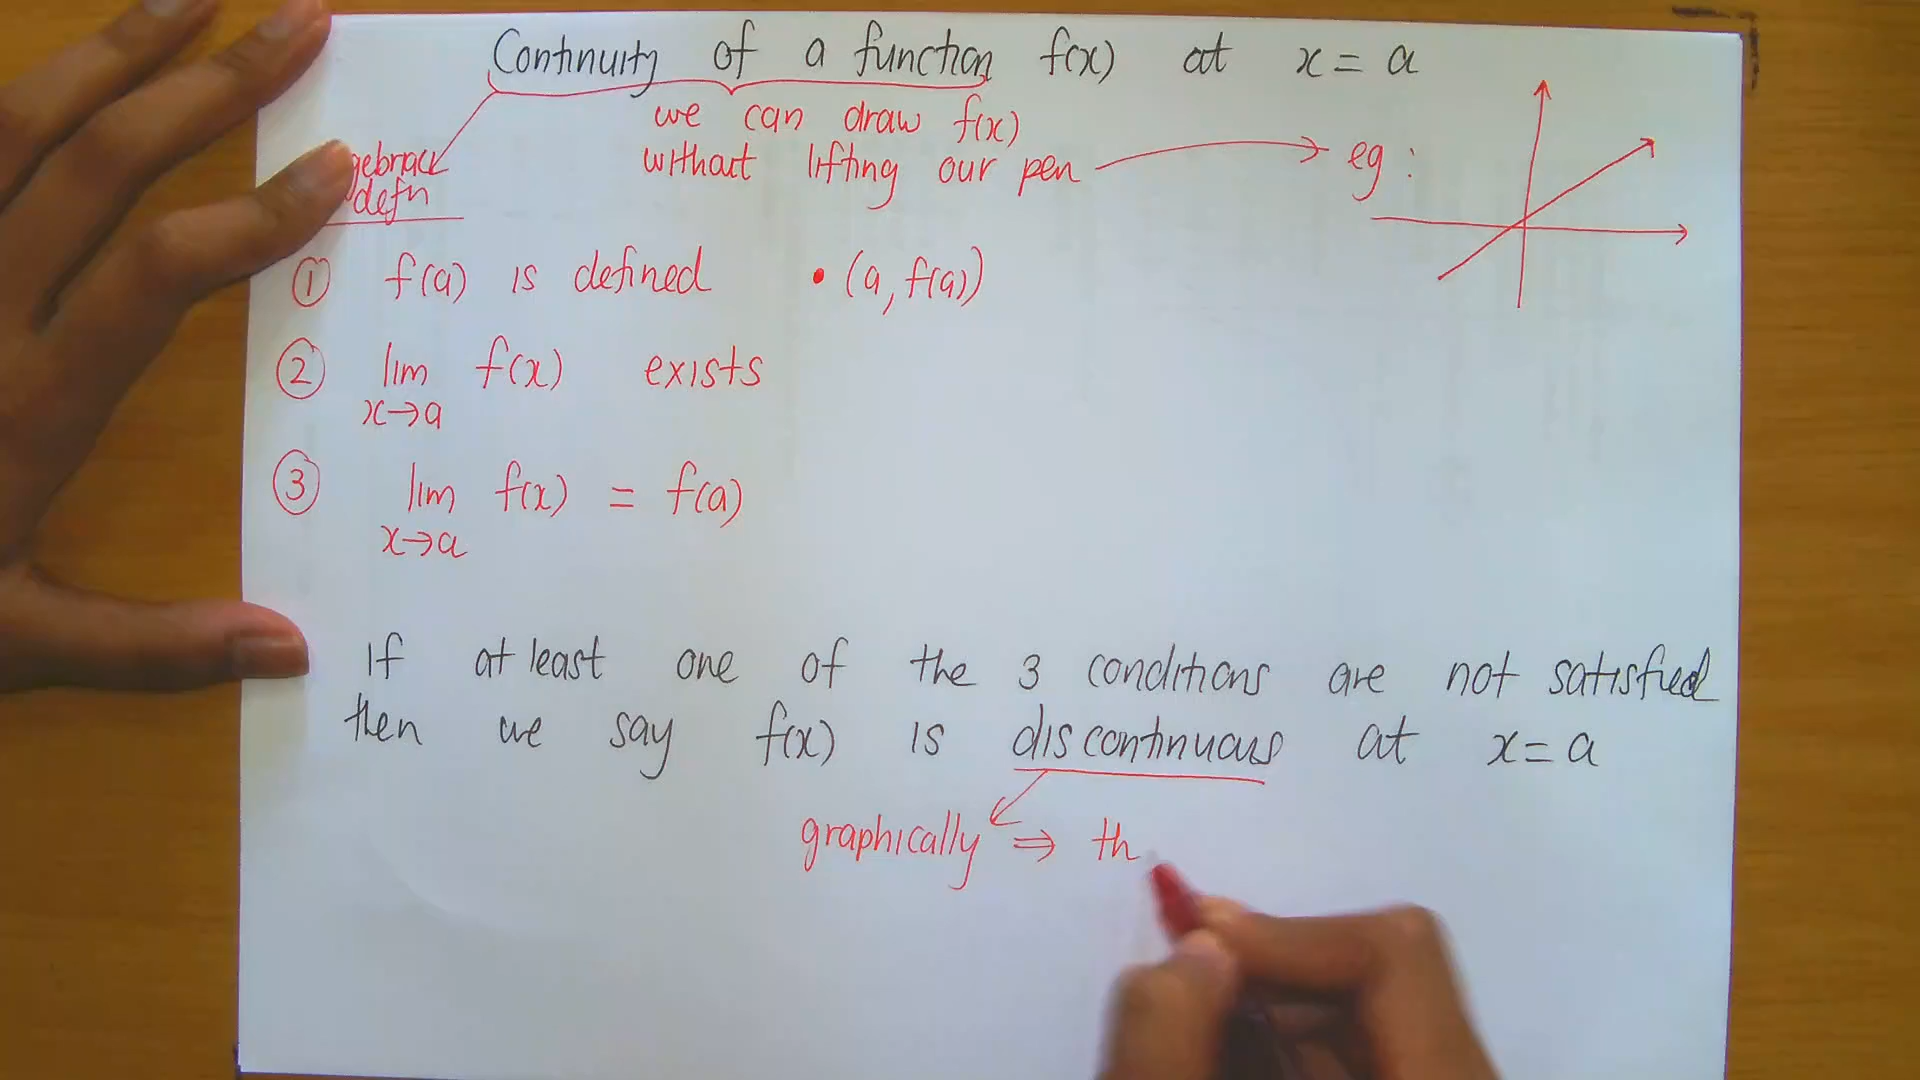 Continuity of a function f(x) at x = a
we can draw f(x)
without lifting our pen → eg :
gebraic
defn
① f(a) is defined • (a, f(a))
② lim f(x) exists
x→a
③ lim f(x) = f(a)
x→a
If at least one of the 3 conditions are not satisfied
then we say f(x) is discontinuous at x = a
graphically ⇒ th